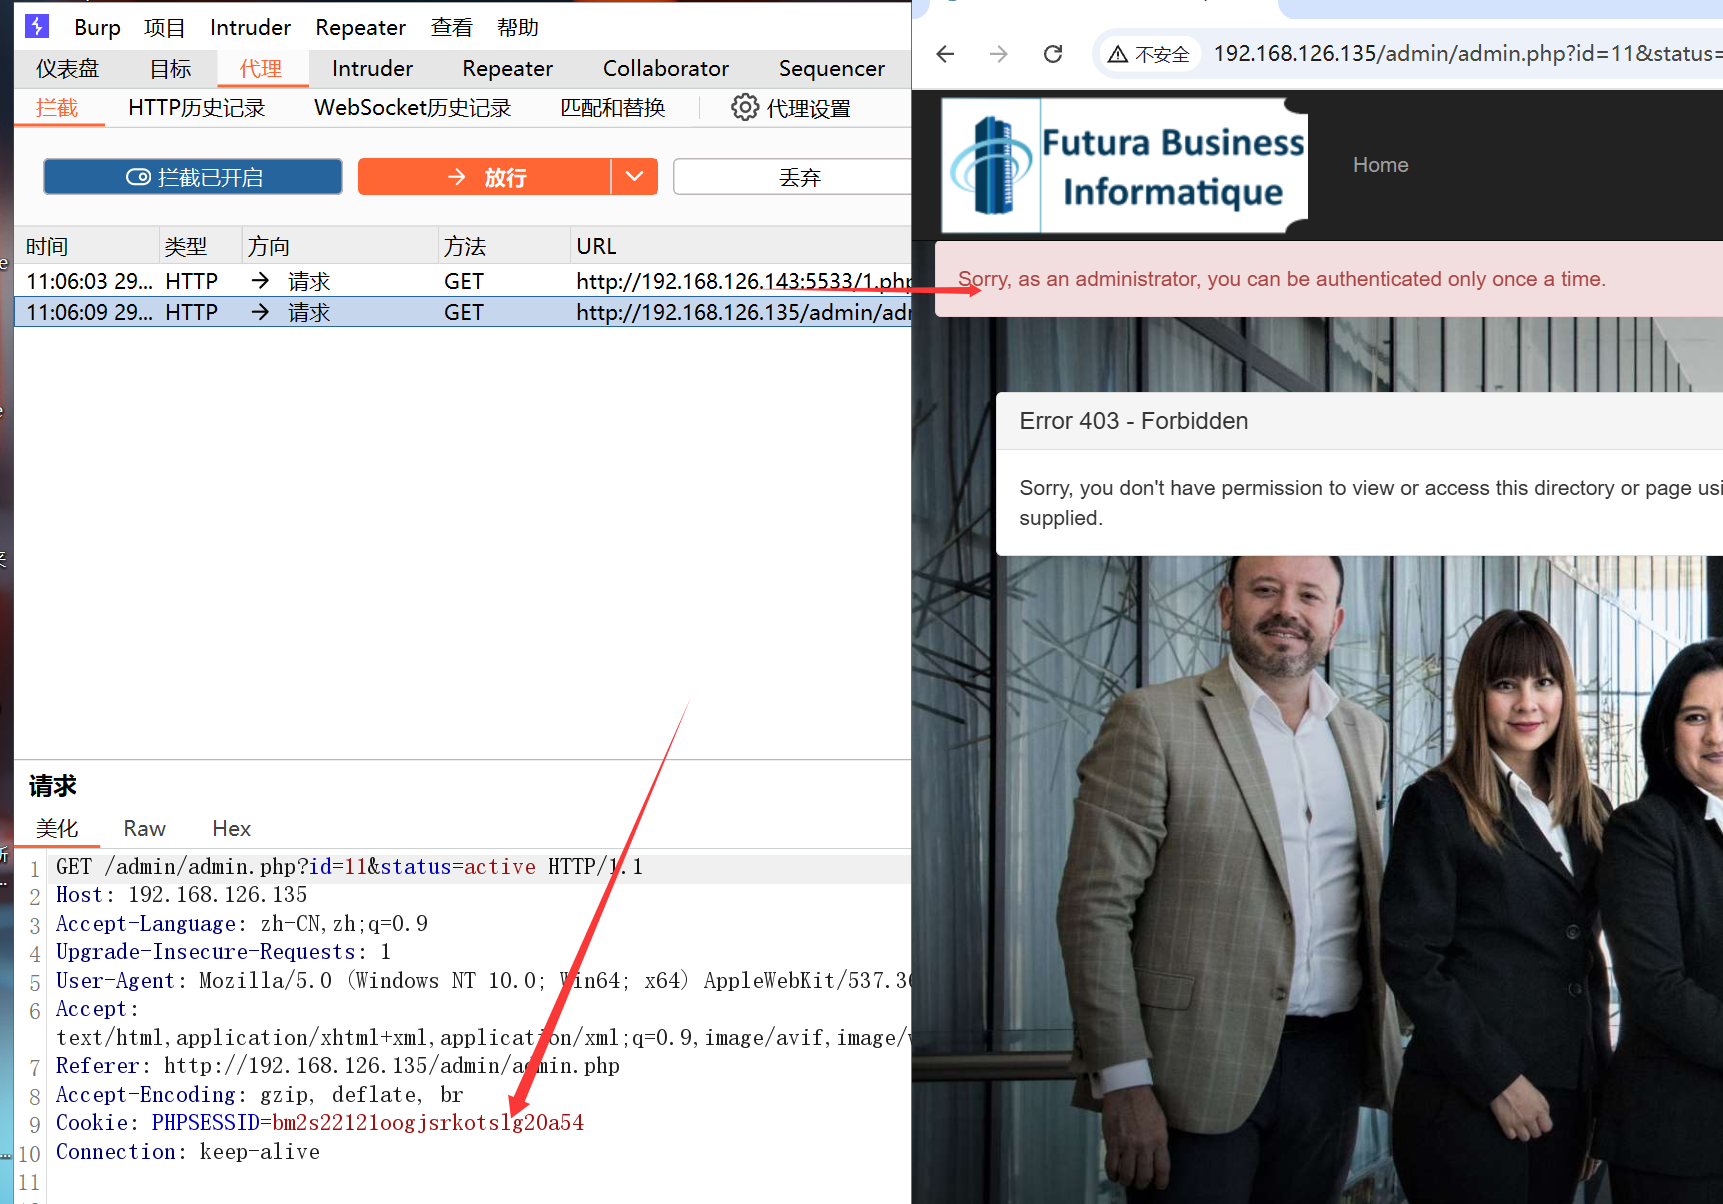 Burp 项目 Intruder Repeater 查看 帮助
仪表盘 目标 代理 Intruder Repeater Collaborator Sequencer
拦截 HTTP历史记录 WebSocket历史记录 匹配和替换 代理设置
拦截已开启 放行 丢弃
时间 类型 方向 方法 URL
11:06:03 29... HTTP 请求 GET http://192.168.126.143:5533/1.php
11:06:09 29... HTTP 请求 GET http://192.168.126.135/admin/adr
请求
美化 Raw Hex
1 GET /admin/admin.php?id=11&status=active HTTP/1.1
2 Host: 192.168.126.135
3 Accept-Language: zh-CN,zh;q=0.9
4 Upgrade-Insecure-Requests: 1
5 User-Agent: Mozilla/5.0 (Windows NT 10.0; Win64; x64) AppleWebKit/537.36
6 Accept:
text/html,application/xhtml+xml,application/xml;q=0.9,image/avif,image/
7 Referer: http://192.168.126.135/admin/admin.php
8 Accept-Encoding: gzip, deflate, br
9 Cookie: PHPSESSID=bm2s22121oogjsrkotslg20a54
10 Connection: keep-alive
11
不安全 192.168.126.135/admin/admin.php?id=11&status=
Futura Business
Informatique
Home
Sorry, as an administrator, you can be authenticated only once a time.
Error 403 - Forbidden
Sorry, you don't have permission to view or access this directory or page usi
supplied.